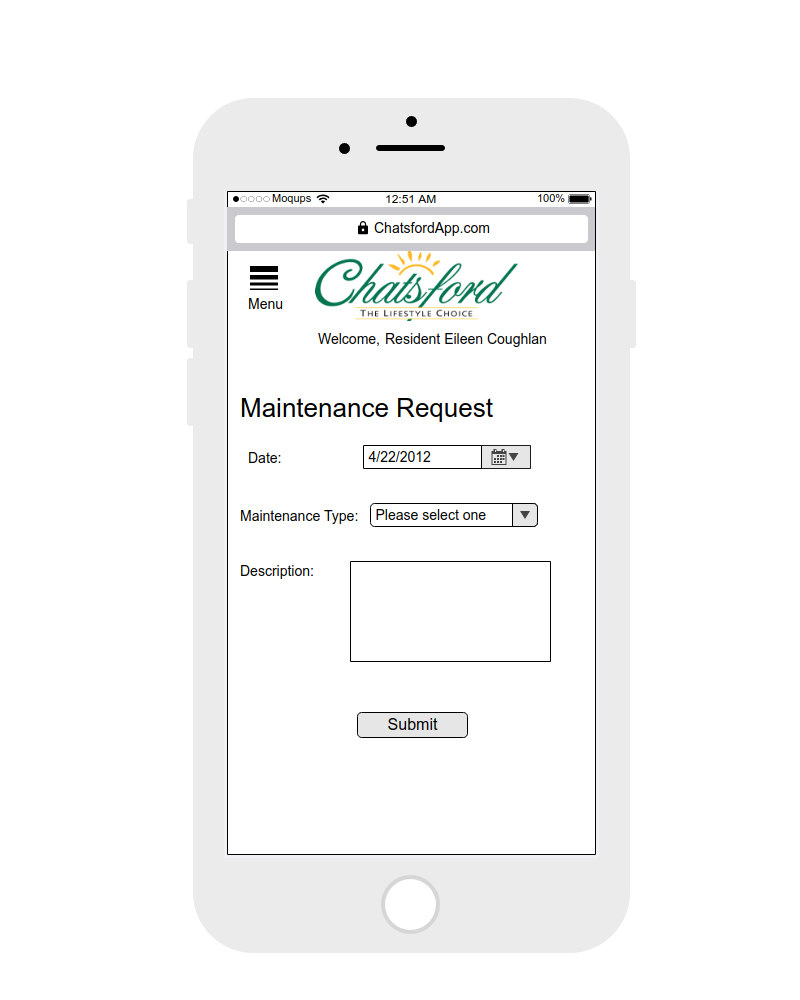 Moqups 12:51 AM 100%
ChatsfordApp.com
Menu
Chatsford
THE LIFESTYLE CHOICE
Welcome, Resident Eileen Coughlan
Maintenance Request
Date: 4/22/2012
Maintenance Type: Please select one
Description:
Submit